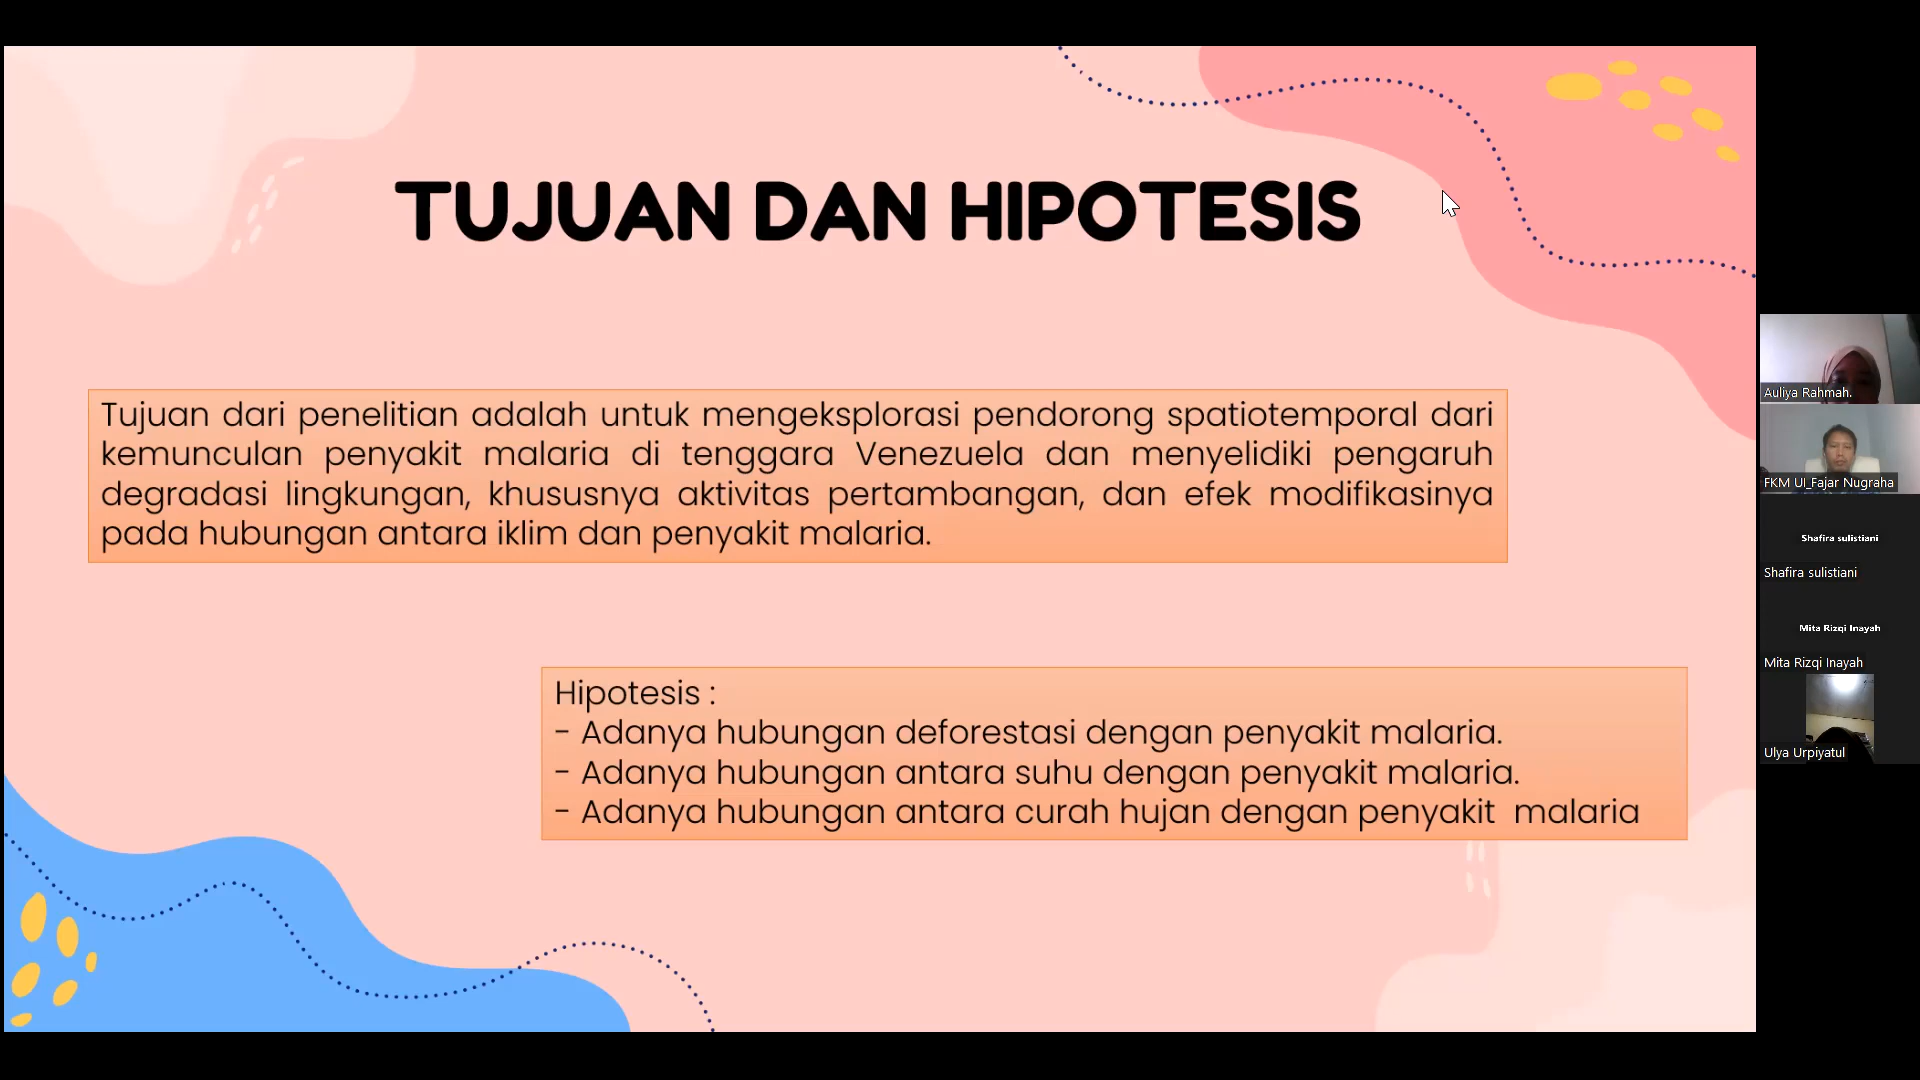 TUJUAN DAN HIPOTESIS
Tujuan dari penelitian adalah untuk mengeksplorasi pendorong spatiotemporal dari
kemunculan penyakit malaria di tenggara Venezuela dan menyelidiki pengaruh
degradasi lingkungan, khususnya aktivitas pertambangan, dan efek modifikasinya
pada hubungan antara iklim dan penyakit malaria.
Hipotesis :
- Adanya hubungan deforestasi dengan penyakit malaria.
- Adanya hubungan antara suhu dengan penyakit malaria.
- Adanya hubungan antara curah hujan dengan penyakit  malaria
Auliya Rahmah.
FKM UI_Fajar Nugraha
Shafira sulistiani
Shafira sulistiani
Mita Rizqi Inayah
Mita Rizqi Inayah
Ulya Urpiyatul